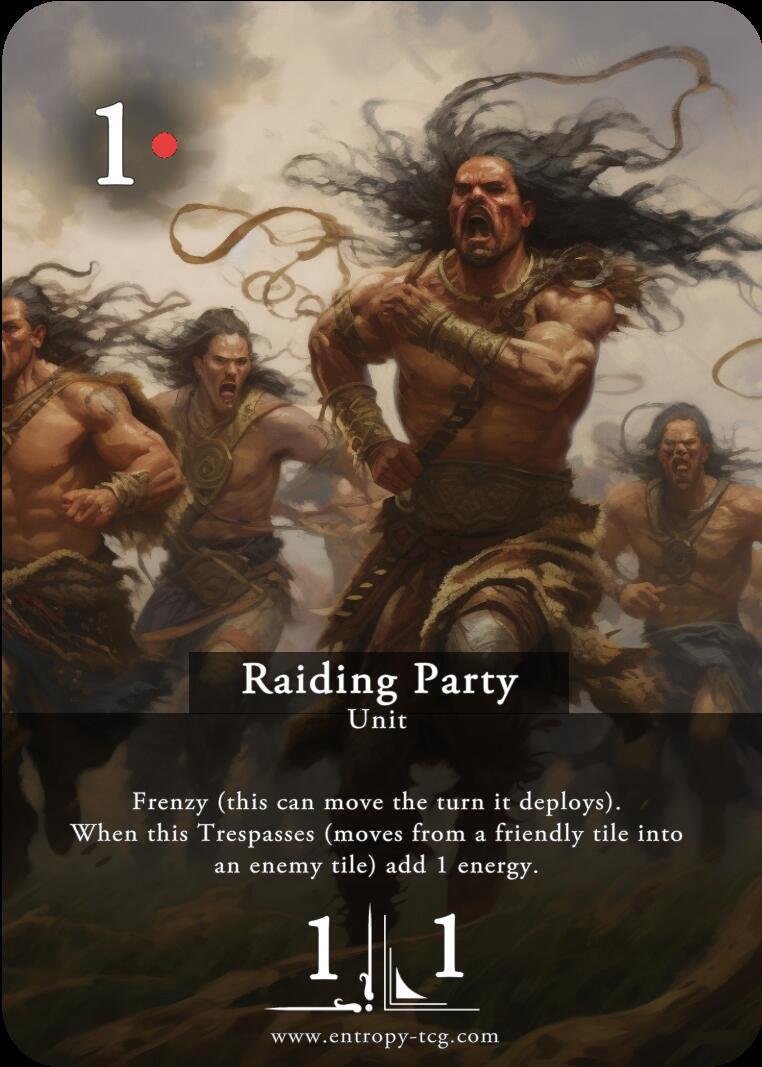 1
Raiding Party
Unit
Frenzy (this can move the turn it deploys).
When this Trespasses (moves from a friendly tile into
an enemy tile) add 1 energy.
1 1
www.entropy-tcg.com